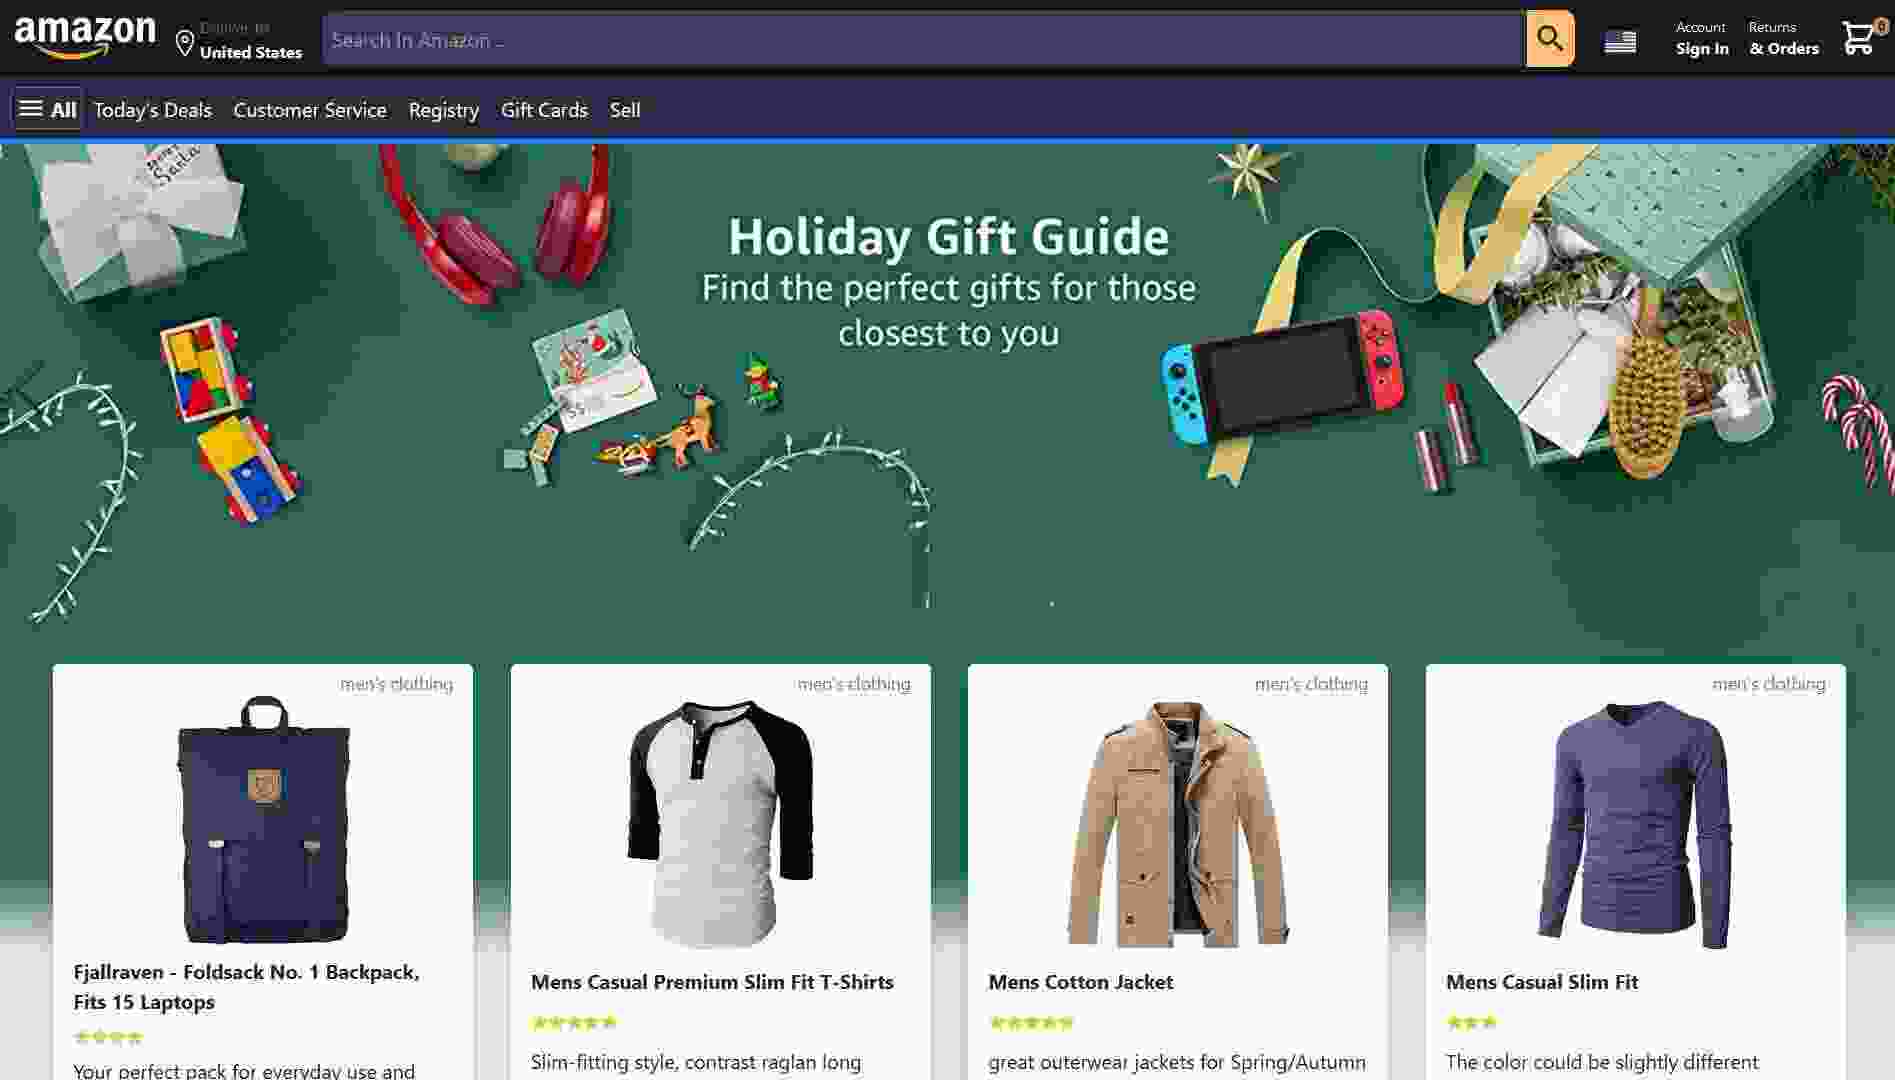 amazon
Deliver to
United States
Search In Amazon ...
Account
Sign In
Returns
& Orders
0
All
Today's Deals
Customer Service
Registry
Gift Cards
Sell
Santa
Holiday Gift Guide
Find the perfect gifts for those
closest to you
men's clothing
Fjallraven - Foldsack No. 1 Backpack,
Fits 15 Laptops
Your perfect pack for everyday use and
men's clothing
Mens Casual Premium Slim Fit T-Shirts
Slim-fitting style, contrast raglan long
men's clothing
Mens Cotton Jacket
great outerwear jackets for Spring/Autumn
men's clothing
Mens Casual Slim Fit
The color could be slightly different